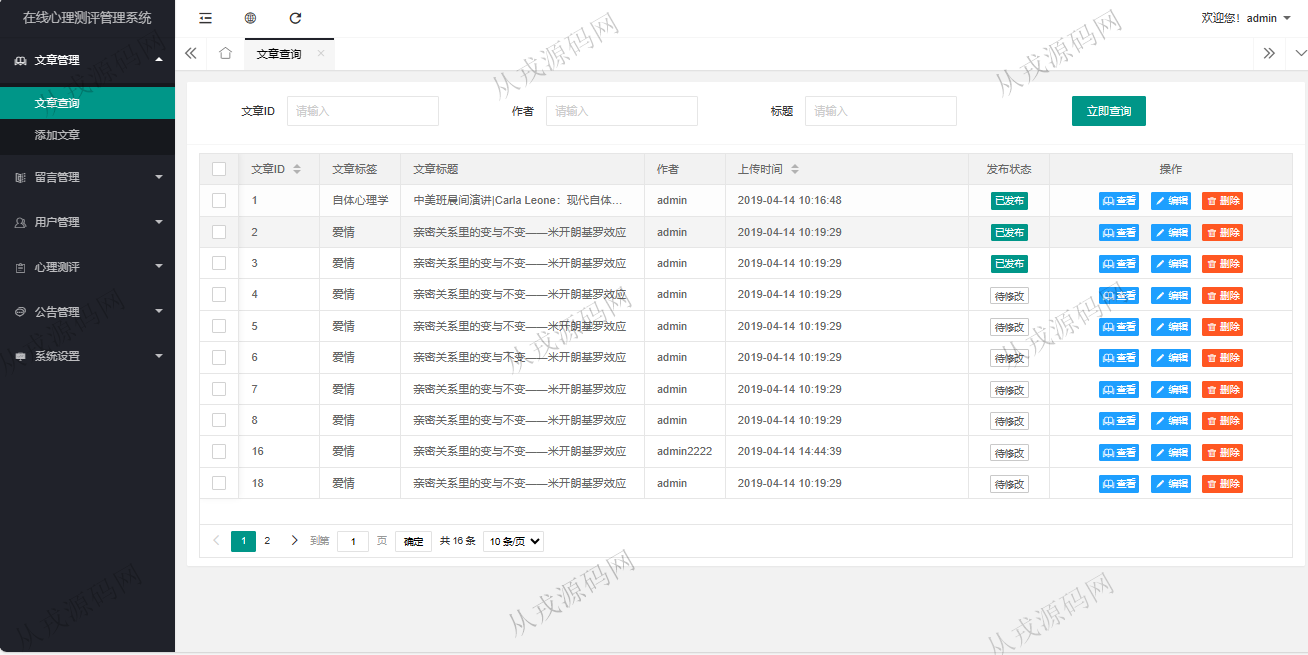 在线心理测评管理系统
欢迎您！admin
文章管理
文章查询
添加文章
留言管理
用户管理
心理测评
公告管理
系统设置
文章查询 ×
文章ID 请输入 作者 请输入 标题 请输入 立即查询
文章ID 文章标签 文章标题 作者 上传时间 发布状态 操作
1 自体心理学 中美班晨间演讲|Carla Leone：现代自体… admin 2019-04-14 10:16:48 已发布 查看 编辑 删除
2 爱情 亲密关系里的变与不变——米开朗基罗效应 admin 2019-04-14 10:19:29 已发布 查看 编辑 删除
3 爱情 亲密关系里的变与不变——米开朗基罗效应 admin 2019-04-14 10:19:29 已发布 查看 编辑 删除
4 爱情 亲密关系里的变与不变——米开朗基罗效应 admin 2019-04-14 10:19:29 待修改 查看 编辑 删除
5 爱情 亲密关系里的变与不变——米开朗基罗效应 admin 2019-04-14 10:19:29 待修改 查看 编辑 删除
6 爱情 亲密关系里的变与不变——米开朗基罗效应 admin 2019-04-14 10:19:29 待修改 查看 编辑 删除
7 爱情 亲密关系里的变与不变——米开朗基罗效应 admin 2019-04-14 10:19:29 待修改 查看 编辑 删除
8 爱情 亲密关系里的变与不变——米开朗基罗效应 admin 2019-04-14 10:19:29 待修改 查看 编辑 删除
16 爱情 亲密关系里的变与不变——米开朗基罗效应 admin2222 2019-04-14 14:44:39 待修改 查看 编辑 删除
18 爱情 亲密关系里的变与不变——米开朗基罗效应 admin 2019-04-14 10:19:29 待修改 查看 编辑 删除
1 2 到第 1 页 确定 共 16 条 10 条/页
从戎源码网
从戎源码网
从戎源码网
从戎源码网
从戎源码网
从戎源码网
从戎源码网
从戎源码网
从戎源码网